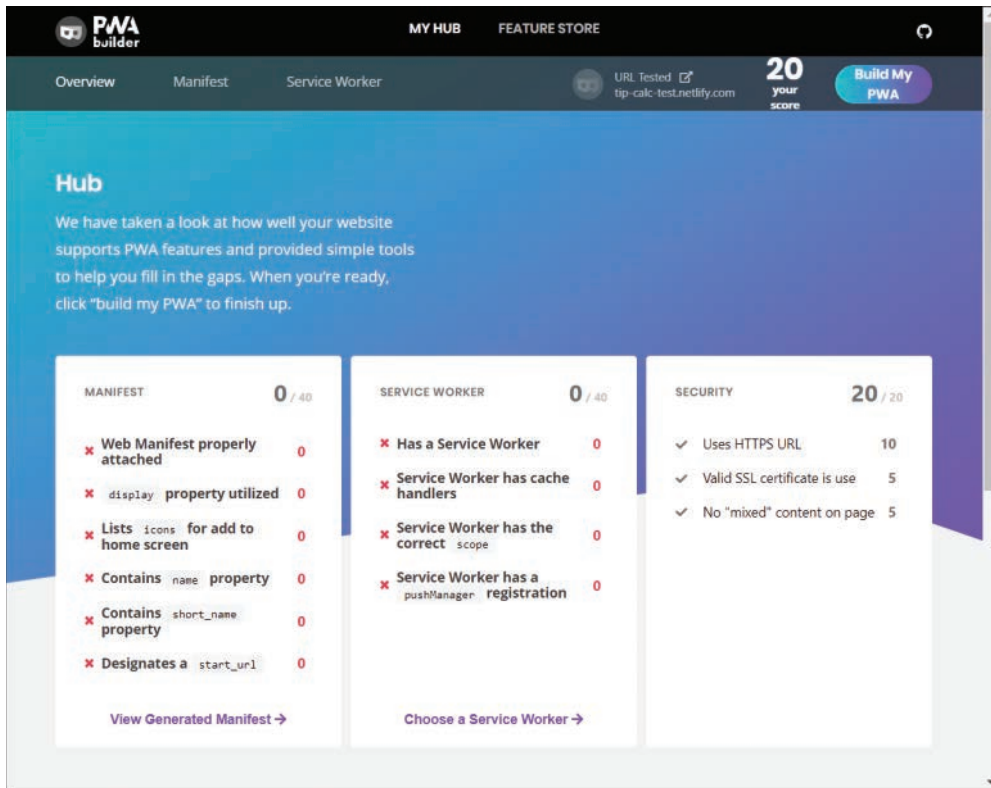 PWA
builder
MY HUB
FEATURE STORE
Overview
Manifest
Service Worker
URL Tested
tip-calc-test.netlify.com
20
your
score
Build My
PWA
Hub
We have taken a look at how well your website
supports PWA features and provided simple tools
to help you fill in the gaps. When you're ready,
click "build my PWA" to finish up.
MANIFEST 0 / 40
Web Manifest properly
attached 0
display property utilized 0
Lists icons for add to
home screen 0
Contains name property 0
Contains short_name
property 0
Designates a start_url 0
View Generated Manifest →
SERVICE WORKER 0 / 40
Has a Service Worker 0
Service Worker has cache
handlers 0
Service Worker has the
correct scope 0
Service Worker has a
pushManager registration 0
Choose a Service Worker →
SECURITY 20 / 20
Uses HTTPS URL 10
Valid SSL certificate is use 5
No "mixed" content on page 5